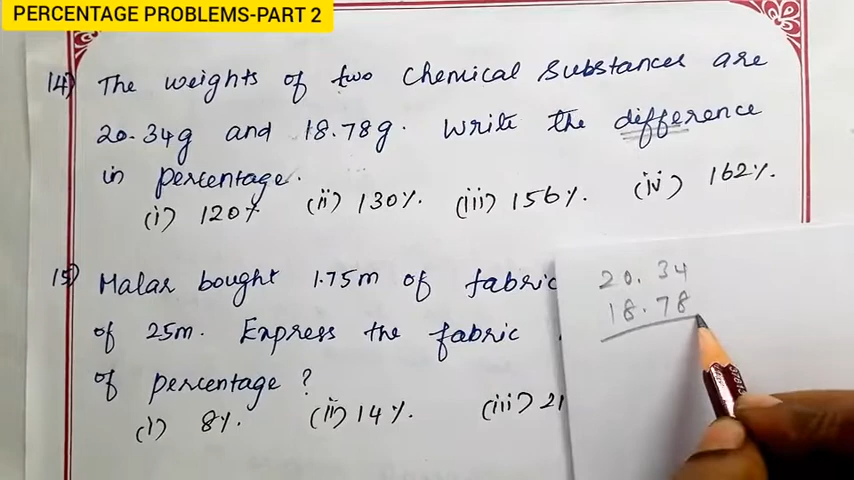 PERCENTAGE PROBLEMS-PART 2
14) The weights of two chemical substances are
20.34g and 18.78g. Write the difference
in percentage.
(i) 120% (ii) 130%. (iii) 156%. (iv) 162%.
15) Malar bought 1.75m of fabric
of 25m. Express the fabric
of percentage ?
(i) 8%. (ii) 14%. (iii) 21
20.34
18.78